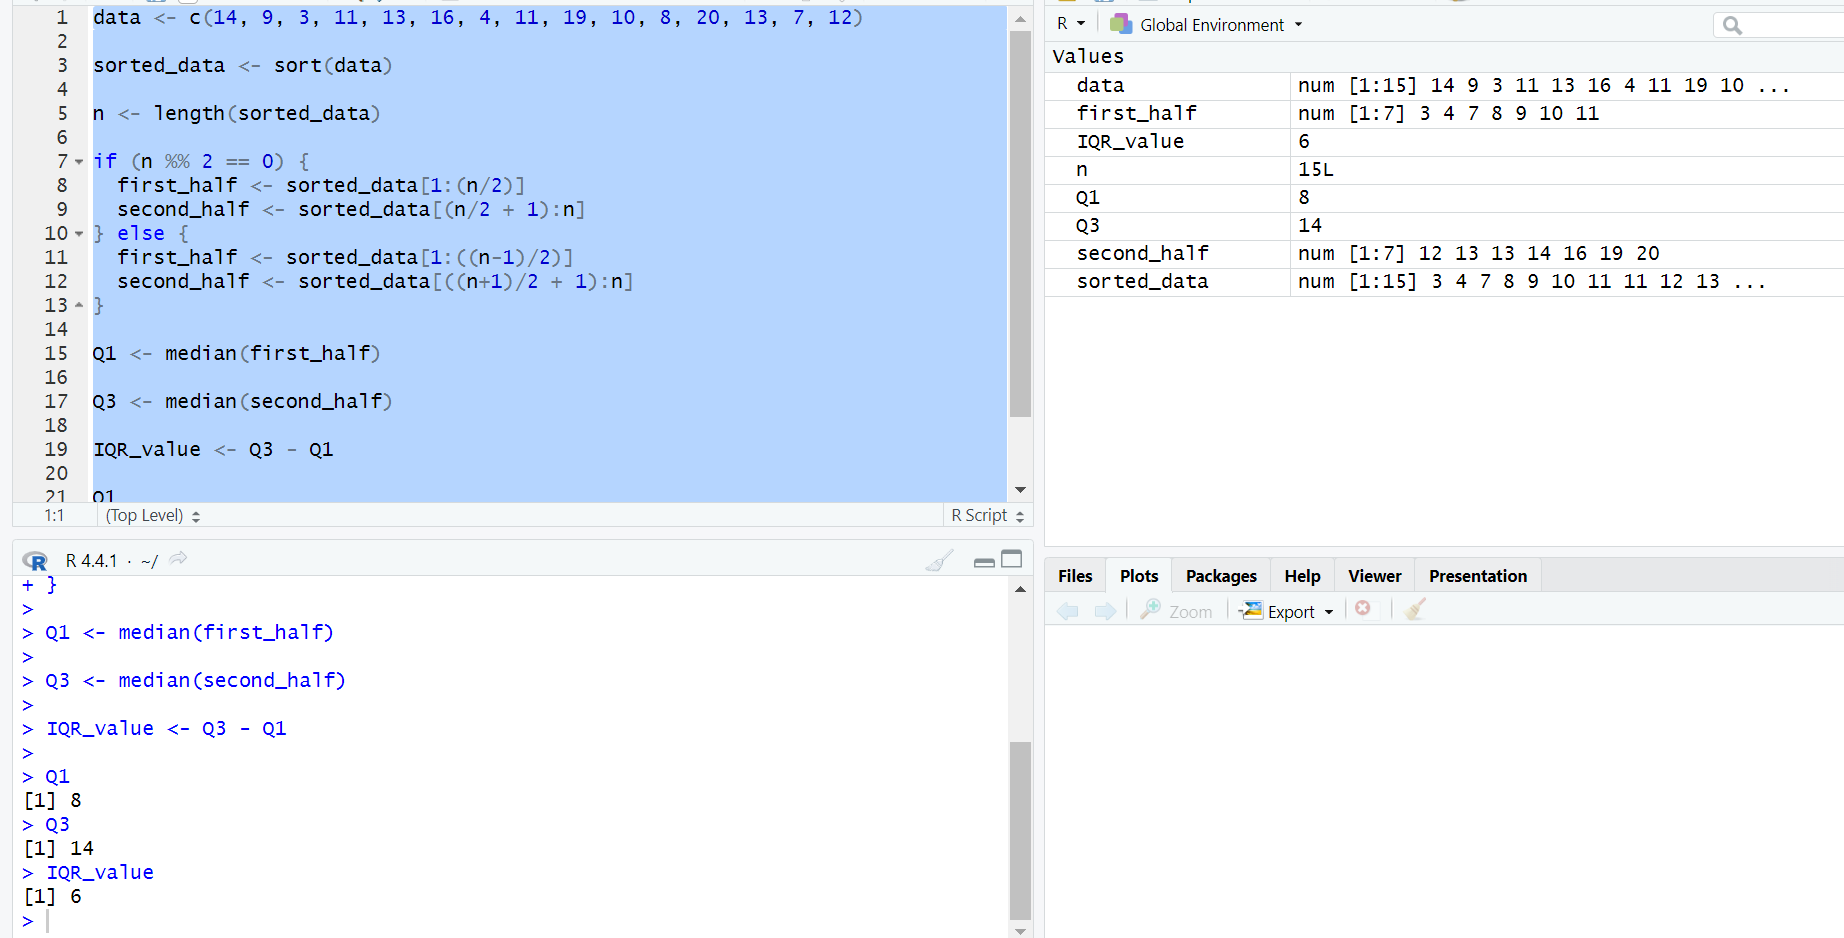 1 data <- c(14, 9, 3, 11, 13, 16, 4, 11, 19, 10, 8, 20, 13, 7, 12)
2
3 sorted_data <- sort(data)
4
5 n <- length(sorted_data)
6
7 if (n %% 2 == 0) {
8   first_half <- sorted_data[1:(n/2)]
9   second_half <- sorted_data[(n/2 + 1):n]
10 } else {
11   first_half <- sorted_data[1:((n-1)/2)]
12   second_half <- sorted_data[((n+1)/2 + 1):n]
13 }
14
15 Q1 <- median(first_half)
16
17 Q3 <- median(second_half)
18
19 IQR_value <- Q3 - Q1
20
21 Q1
1:1 (Top Level) R Script
R 4.4.1 · ~/
+ }
>
> Q1 <- median(first_half)
>
> Q3 <- median(second_half)
>
> IQR_value <- Q3 - Q1
>
> Q1
[1] 8
> Q3
[1] 14
> IQR_value
[1] 6
>
R Global Environment
Values
data num [1:15] 14 9 3 11 13 16 4 11 19 10 ...
first_half num [1:7] 3 4 7 8 9 10 11
IQR_value 6
n 15L
Q1 8
Q3 14
second_half num [1:7] 12 13 13 14 16 19 20
sorted_data num [1:15] 3 4 7 8 9 10 11 11 12 13 ...
Files Plots Packages Help Viewer Presentation
Zoom Export